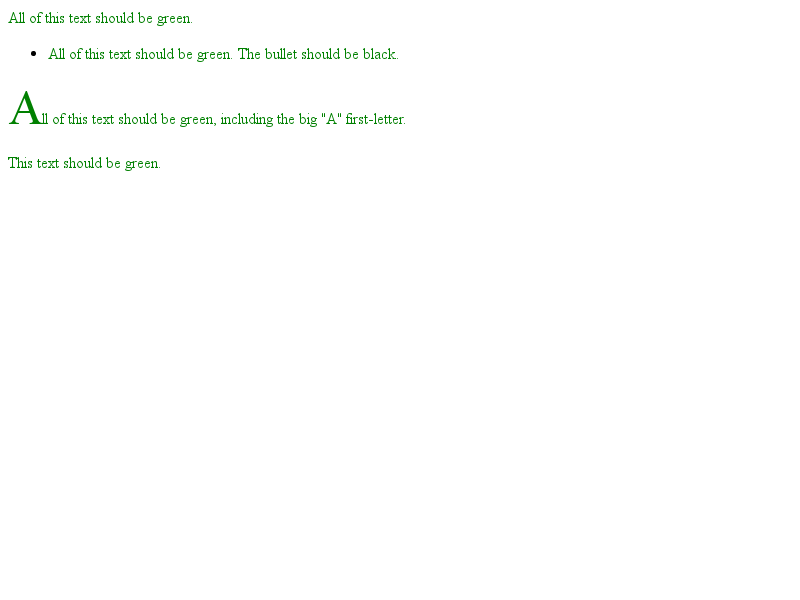 All of this text should be green.
All of this text should be green. The bullet should be black.
All of this text should be green, including the big "A" first-letter.
This text should be green.